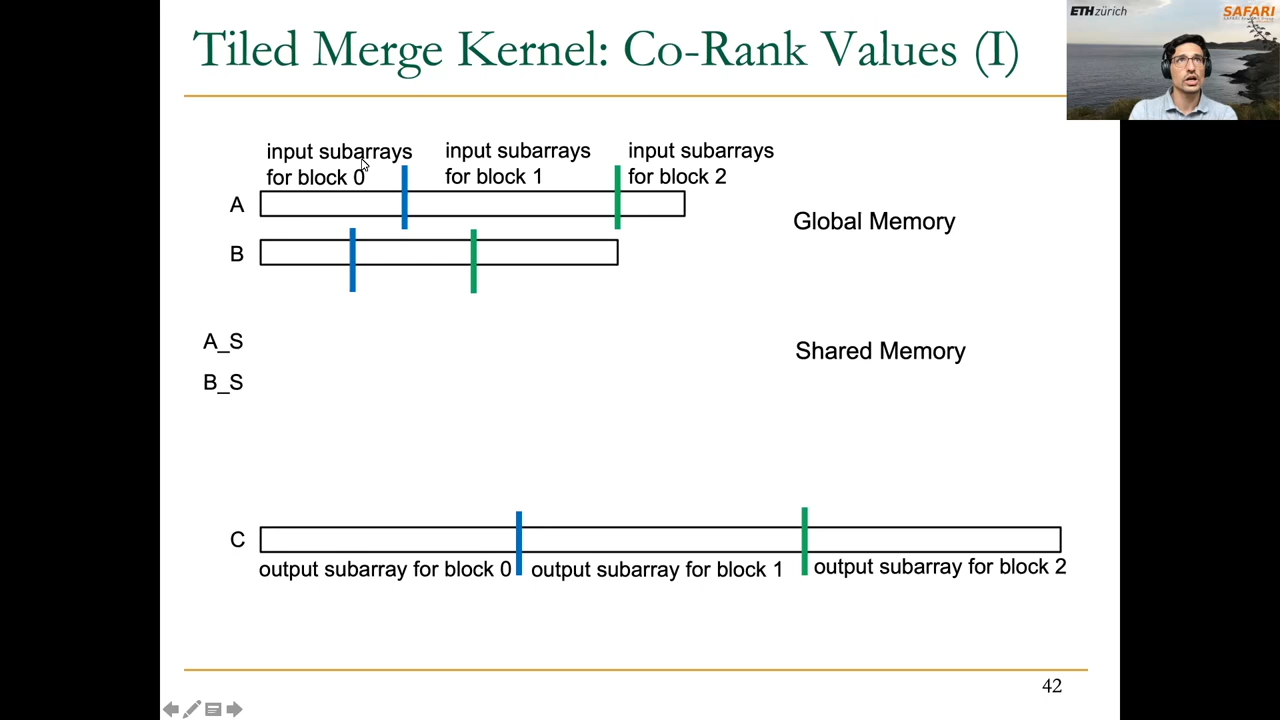 Tiled Merge Kernel: Co-Rank Values (I)
ETH zürich
SAFARI
input subarrays
for block 0
input subarrays
for block 1
input subarrays
for block 2
A
Global Memory
B
A_S
Shared Memory
B_S
C
output subarray for block 0
output subarray for block 1
output subarray for block 2
42